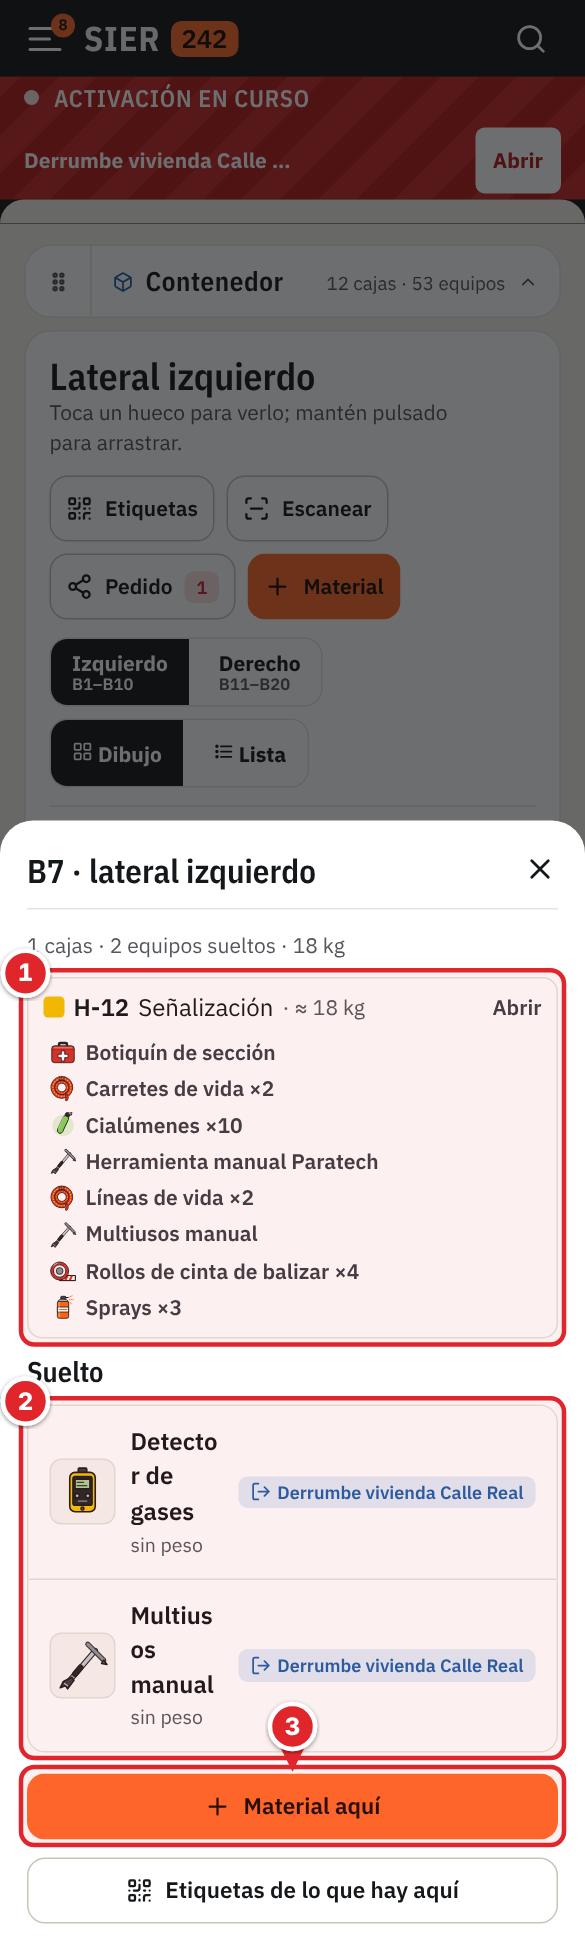 8
SIER 242
ACTIVACIÓN EN CURSO
Derrumbe vivienda Calle ...
Abrir
Contenedor
12 cajas · 53 equipos
Lateral izquierdo
Toca un hueco para verlo; mantén pulsado
para arrastrar.
Etiquetas
Escanear
Pedido 1
Material
Izquierdo
B1–B10
Derecho
B11–B20
Dibujo
Lista
B7 · lateral izquierdo
1 cajas · 2 equipos sueltos · 18 kg
1
H-12 Señalización · ≈ 18 kg
Abrir
Botiquín de sección
Carretes de vida ×2
Cialúmenes ×10
Herramienta manual Paratech
Líneas de vida ×2
Multiusos manual
Rollos de cinta de balizar ×4
Sprays ×3
Suelto
2
Detecto
r de
gases
sin peso
Derrumbe vivienda Calle Real
Multius
os
manual
sin peso
Derrumbe vivienda Calle Real
3
Material aquí
Etiquetas de lo que hay aquí